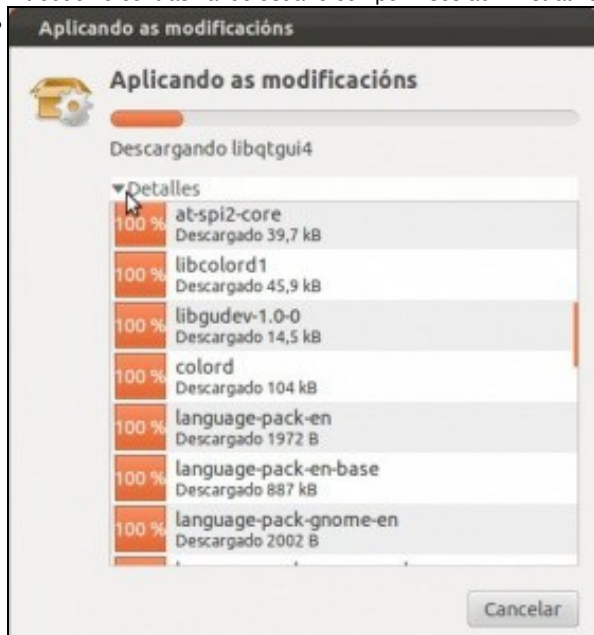 Aplicando as modificacións
Aplicando as modificacións
Descargando libqtgui4
Detalles
100 % at-spi2-core
Descargado 39,7 kB
100 % libcolord1
Descargado 45,9 kB
100 % libgudev-1.0-0
Descargado 14,5 kB
100 % colord
Descargado 104 kB
100 % language-pack-en
Descargado 1972 B
100 % language-pack-en-base
Descargado 887 kB
100 % language-pack-gnome-en
Descargado 2002 B
Cancelar